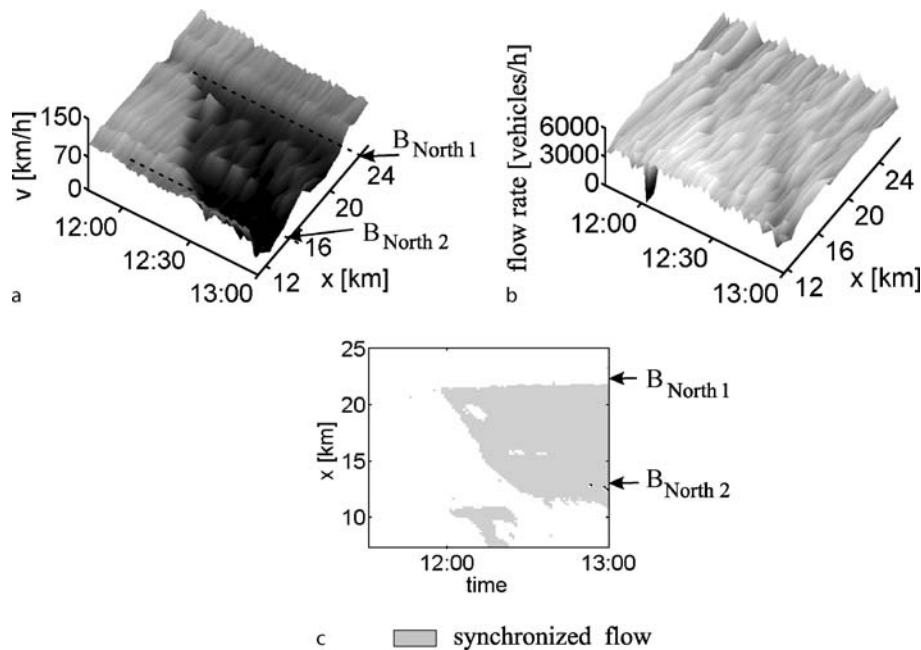 a
v [km/h]
150
70
0
12:00
12:30
13:00
12
16
20
24
x [km]
B North 1
B North 2
b
flow rate [vehicles/h]
6000
3000
0
12:00
12:30
13:00
12
16
20
24
x [km]
25
20
15
10
x [km]
12:00
13:00
time
B North 1
B North 2
c
synchronized flow